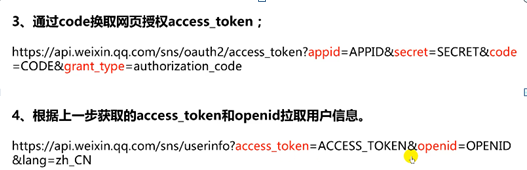 3、通过code换取网页授权access_token；
https://api.weixin.qq.com/sns/oauth2/access_token?appid=APPID&secret=SECRET&code
=CODE&grant_type=authorization_code
4、根据上一步获取的access_token和openid拉取用户信息。
https://api.weixin.qq.com/sns/userinfo?access_token=ACCESS_TOKEN&openid=OPENID
&lang=zh_CN